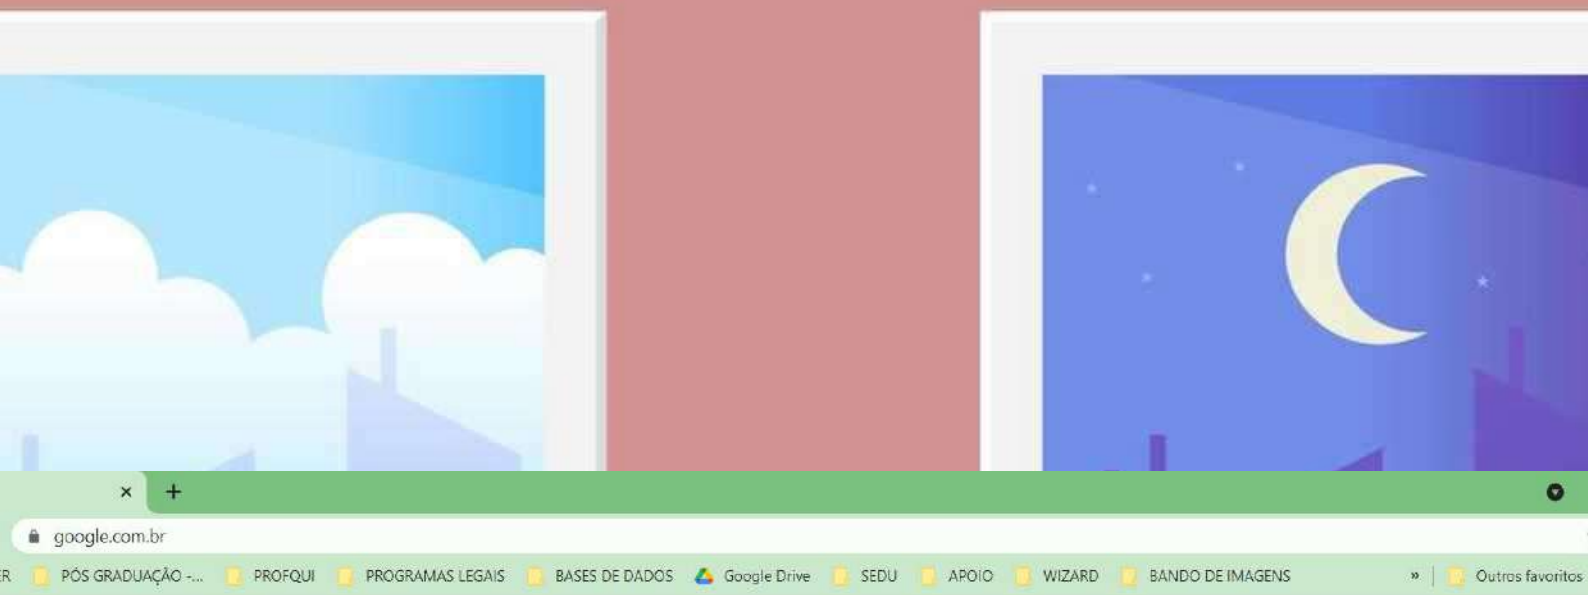 google.com.br
PÓS GRADUAÇÃO -... PROFQUI PROGRAMAS LEGAIS BASES DE DADOS Google Drive SEDU APOIO WIZARD BANDO DE IMAGENS » Outros favoritos